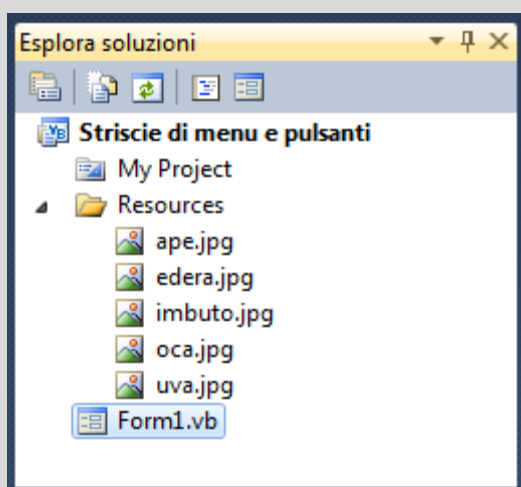 Esplora soluzioni
Striscie di menu e pulsanti
My Project
Resources
ape.jpg
edera.jpg
imbuto.jpg
oca.jpg
uva.jpg
Form1.vb